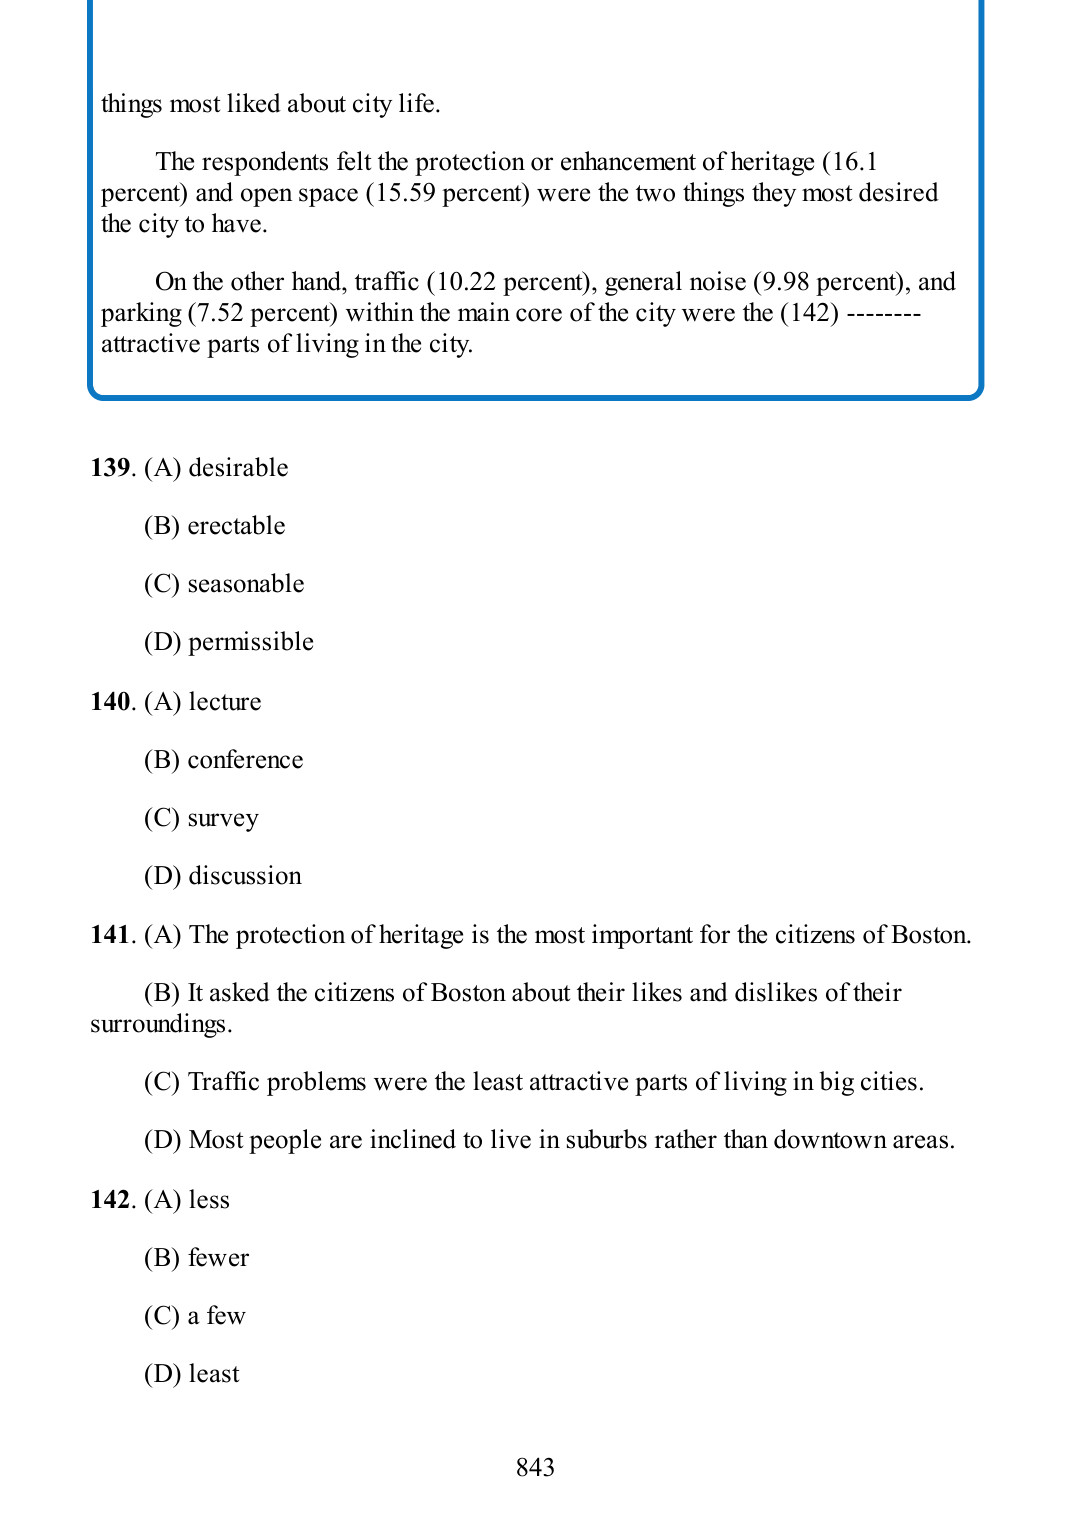 things most liked about city life.
The respondents felt the protection or enhancement of heritage (16.1
percent) and open space (15.59 percent) were the two things they most desired
the city to have.
On the other hand, traffic (10.22 percent), general noise (9.98 percent), and
parking (7.52 percent) within the main core of the city were the (142) --------
attractive parts of living in the city.
139. (A) desirable
(B) erectable
(C) seasonable
(D) permissible
140. (A) lecture
(B) conference
(C) survey
(D) discussion
141. (A) The protection of heritage is the most important for the citizens of Boston.
(B) It asked the citizens of Boston about their likes and dislikes of their
surroundings.
(C) Traffic problems were the least attractive parts of living in big cities.
(D) Most people are inclined to live in suburbs rather than downtown areas.
142. (A) less
(B) fewer
(C) a few
(D) least
843